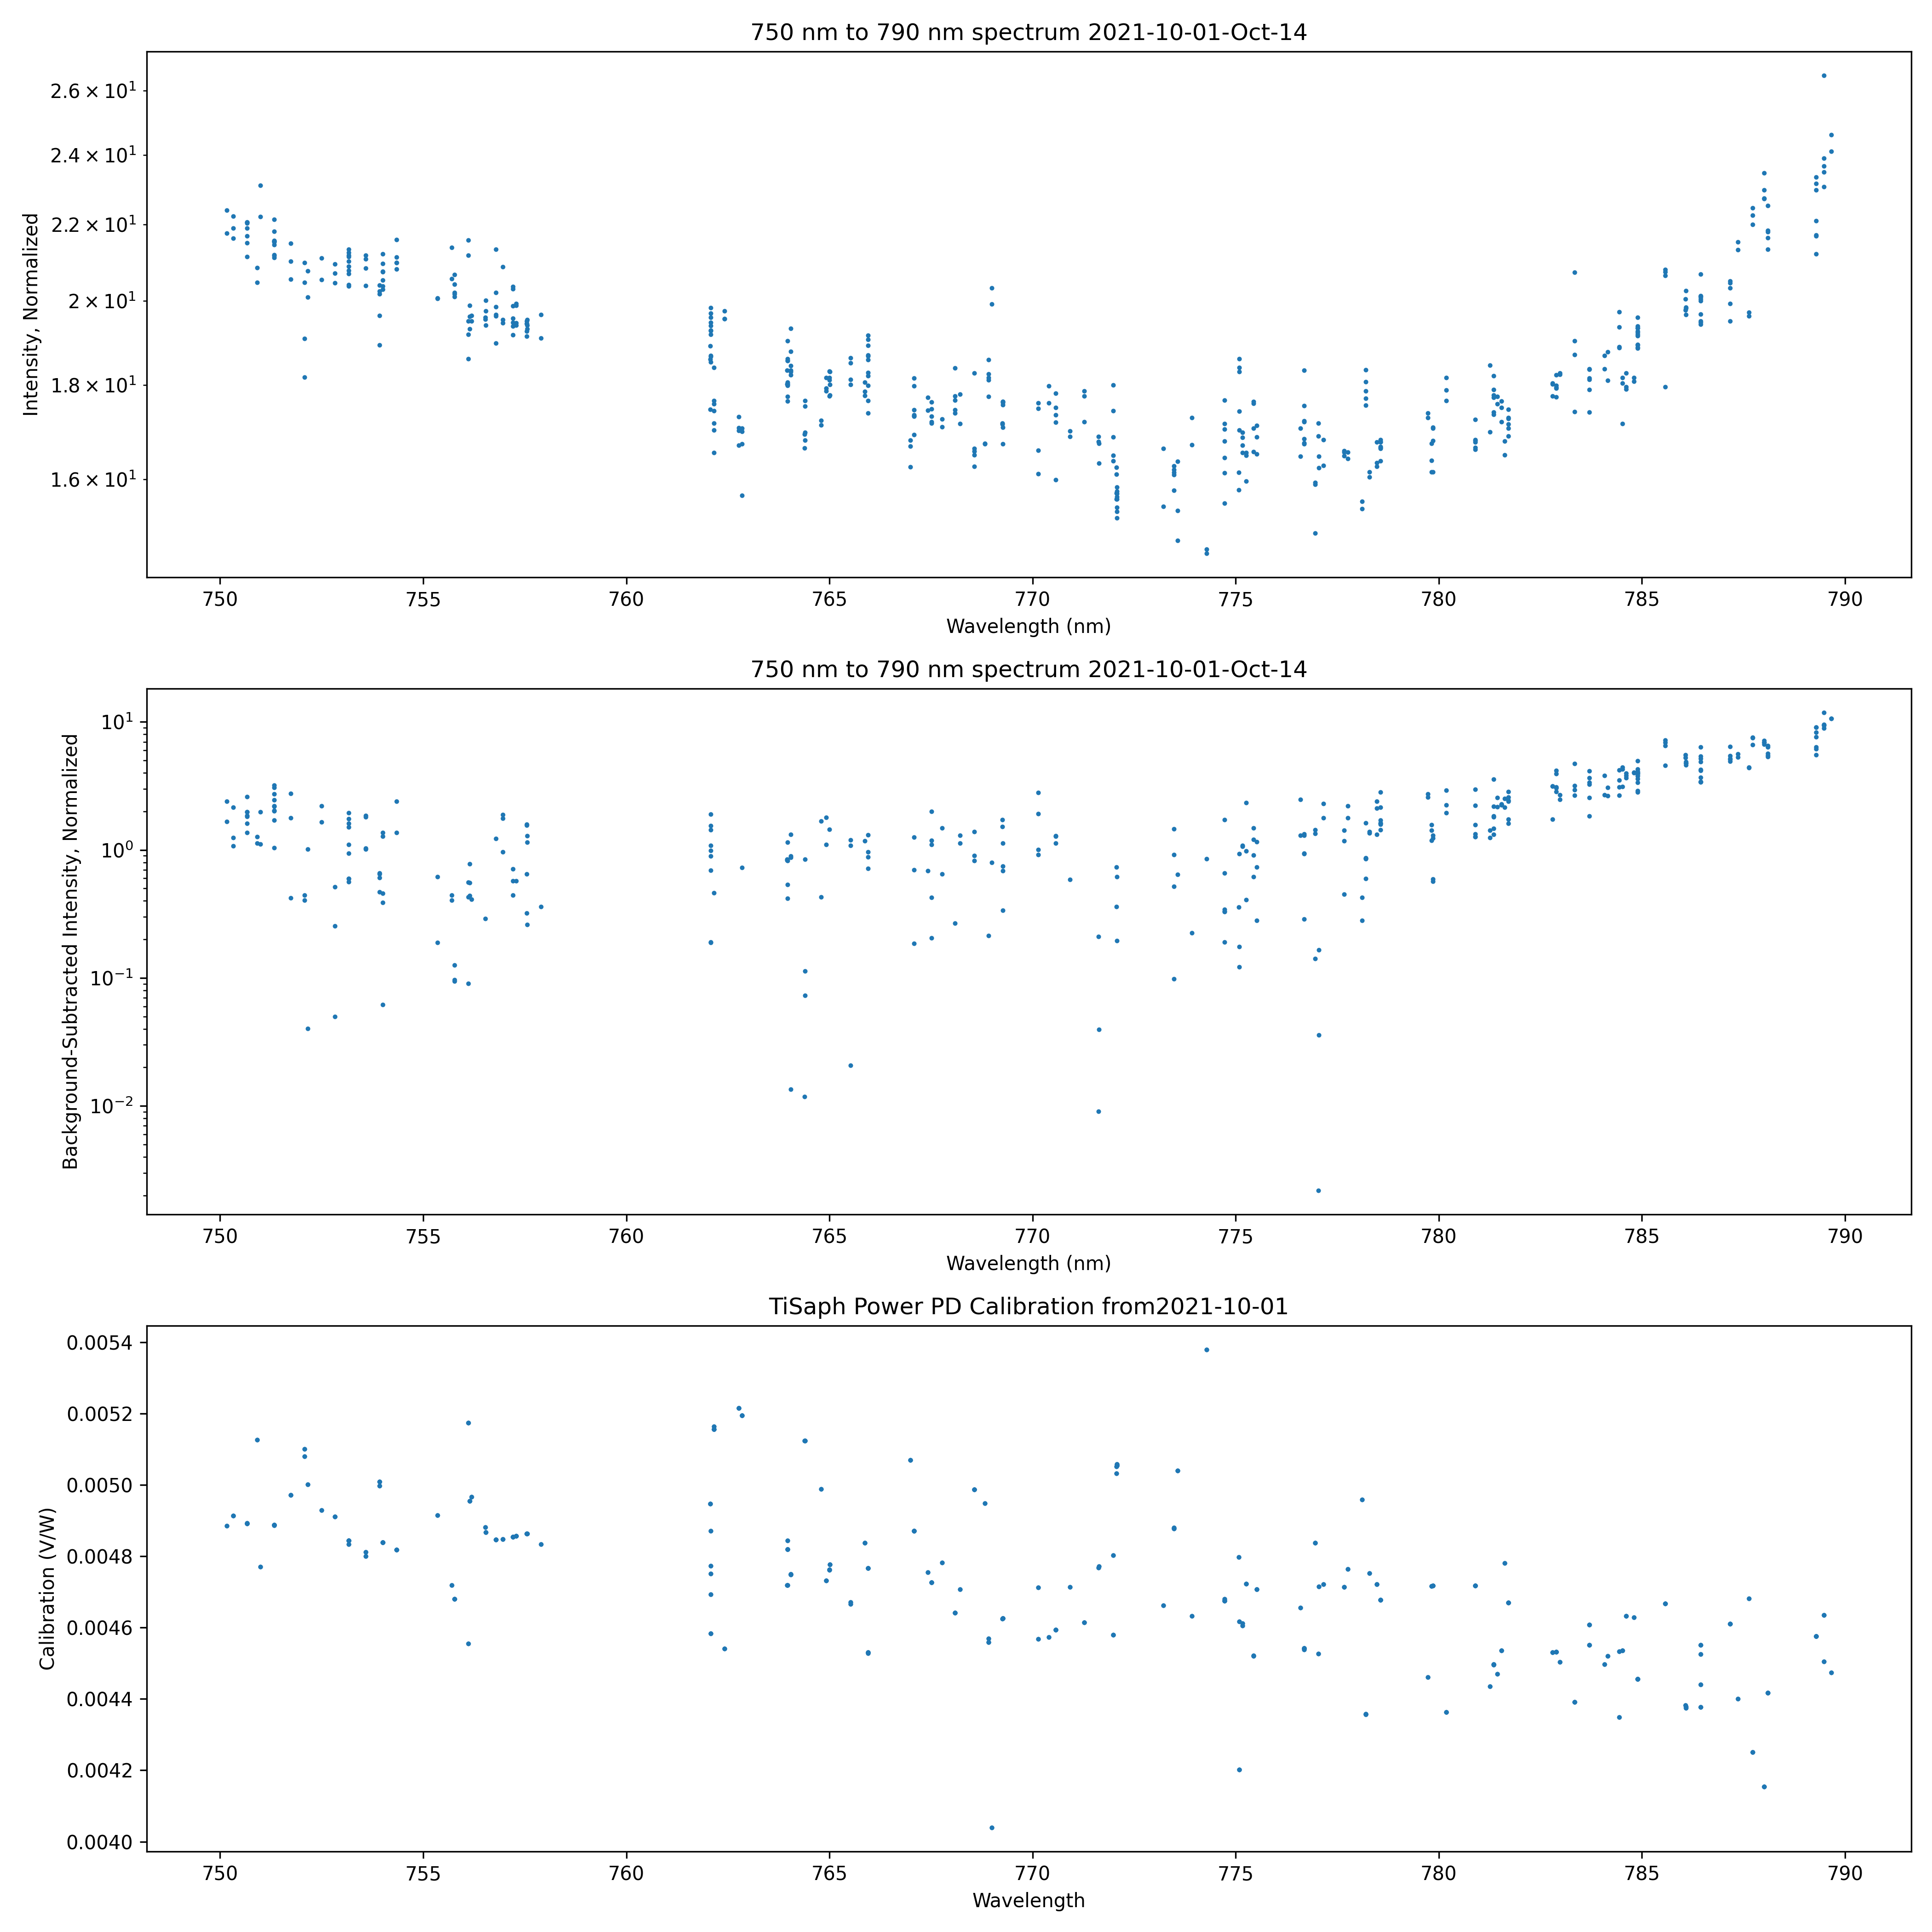 750 nm to 790 nm spectrum 2021-10-01-Oct-14
Intensity, Normalized
2.6 × 10¹
2.4 × 10¹
2.2 × 10¹
2 × 10¹
1.8 × 10¹
1.6 × 10¹
750 755 760 765 770 775 780 785 790
Wavelength (nm)
750 nm to 790 nm spectrum 2021-10-01-Oct-14
Background-Subtracted Intensity, Normalized
10¹
10⁰
10⁻¹
10⁻²
750 755 760 765 770 775 780 785 790
Wavelength (nm)
TiSaph Power PD Calibration from2021-10-01
Calibration (V/W)
0.0054
0.0052
0.0050
0.0048
0.0046
0.0044
0.0042
0.0040
750 755 760 765 770 775 780 785 790
Wavelength